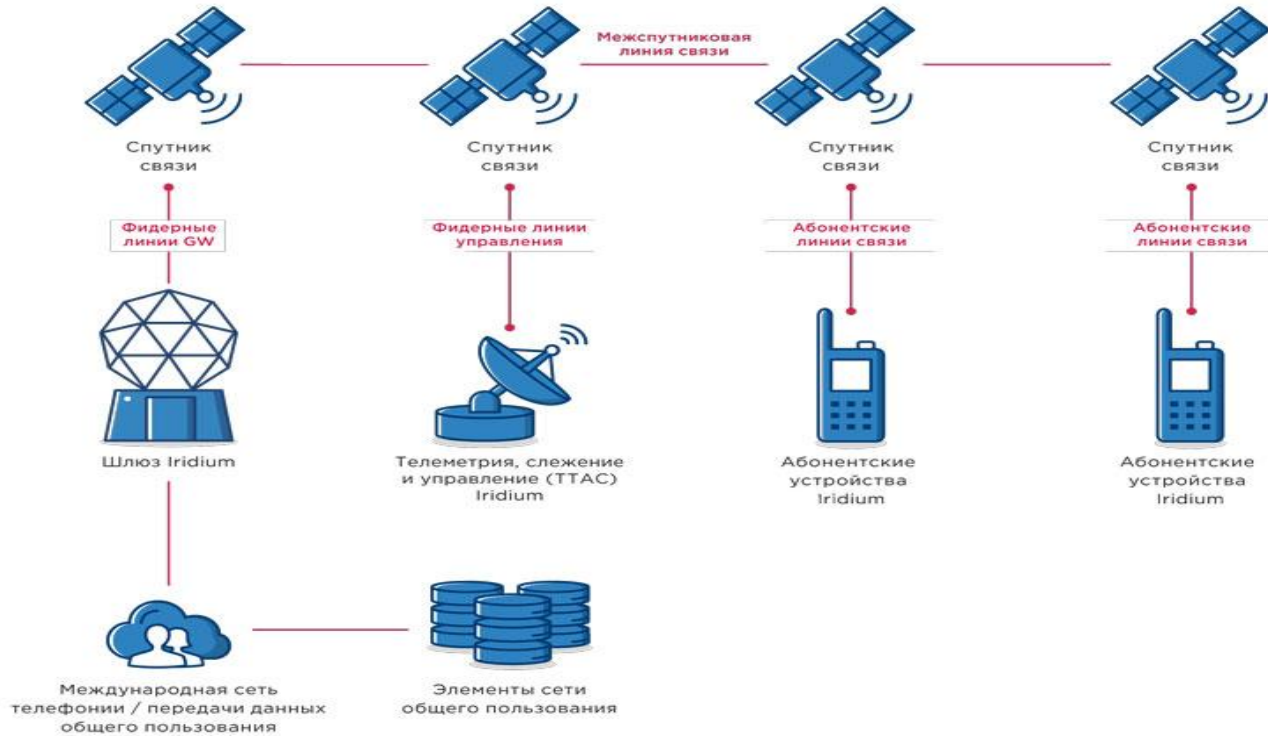 Межспутниковая
линия связи
Спутник
связи
Спутник
связи
Спутник
связи
Спутник
связи
Фидерные
линии GW
Фидерные линии
управления
Абонентские
линии связи
Абонентские
линии связи
Шлюз Iridium
Телеметрия, слежение
и управление (TTAC)
Iridium
Абонентские
устройства
Iridium
Абонентские
устройства
Iridium
Международная сеть
телефонии / передачи данных
общего пользования
Элементы сети
общего пользования